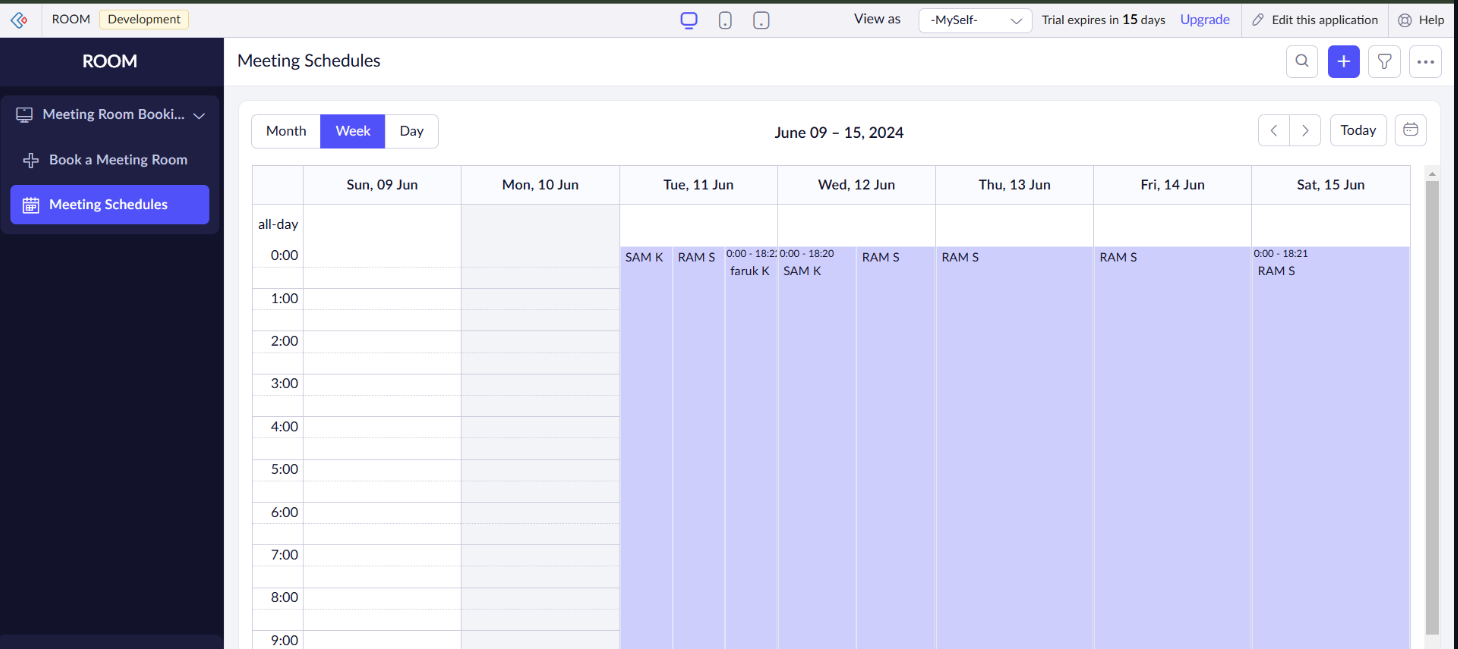 ROOM Development View as -MySelf- Trial expires in 15 days Upgrade Edit this application Help
ROOM
Meeting Room Booki...
Book a Meeting Room
Meeting Schedules
Meeting Schedules
Month Week Day June 09 – 15, 2024 Today
Sun, 09 Jun Mon, 10 Jun Tue, 11 Jun Wed, 12 Jun Thu, 13 Jun Fri, 14 Jun Sat, 15 Jun
all-day
0:00
1:00
2:00
3:00
4:00
5:00
6:00
7:00
8:00
9:00
SAM K
RAM S
0:00 - 18:22
faruk K
0:00 - 18:20
SAM K
RAM S
RAM S
RAM S
0:00 - 18:21
RAM S